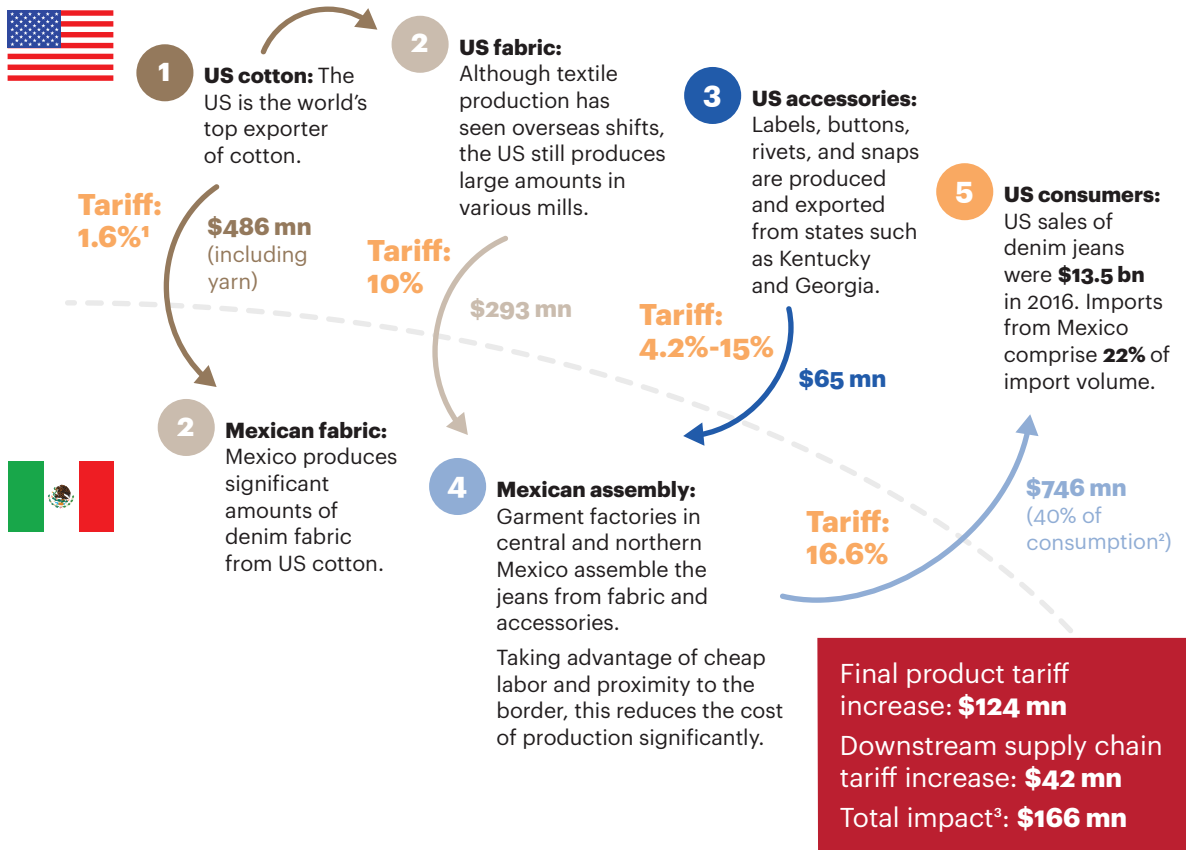 1
US cotton: The
US is the world's
top exporter
of cotton.
2
US fabric:
Although textile
production has
seen overseas shifts,
the US still produces
large amounts in
various mills.
3
US accessories:
Labels, buttons,
rivets, and snaps
are produced
and exported
from states such
as Kentucky
and Georgia.
5
US consumers:
US sales of
denim jeans
were $13.5 bn
in 2016. Imports
from Mexico
comprise 22% of
import volume.
Tariff:
1.6%¹
$486 mn
(including
yarn)
Tariff:
10%
$293 mn
Tariff:
4.2%-15%
$65 mn
2
Mexican fabric:
Mexico produces
significant
amounts of
denim fabric
from US cotton.
4
Mexican assembly:
Garment factories in
central and northern
Mexico assemble the
jeans from fabric and
accessories.
Taking advantage of cheap
labor and proximity to the
border, this reduces the cost
of production significantly.
Tariff:
16.6%
$746 mn
(40% of
consumption²)
Final product tariff
increase: $124 mn
Downstream supply chain
tariff increase: $42 mn
Total impact³: $166 mn